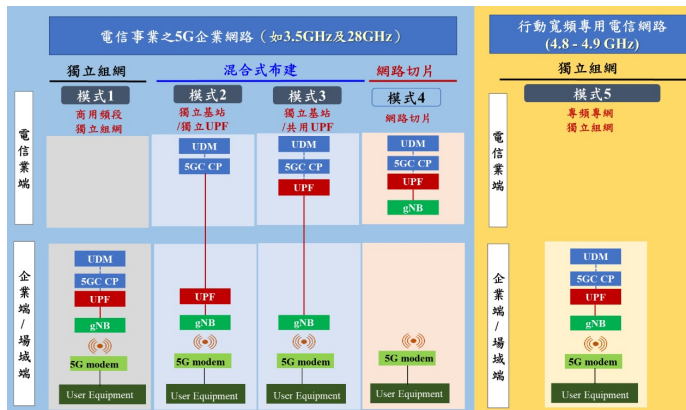 電信事業之5G企業網路（如3.5GHz及28GHz）
行動寬頻專用電信網路
(4.8 - 4.9 GHz)
獨立組網
混合式布建
網路切片
獨立組網
模式1
模式2
模式3
模式4
模式5
商用頻段
獨立組網
獨立基站
/獨立UPF
獨立基站
/共用UPF
網路切片
專頻專網
獨立組網
電信業端
UDM
5GC CP
UDM
5GC CP
UPF
UDM
5GC CP
UPF
gNB
電信業端
企業端/場域端
UDM
5GC CP
UPF
gNB
5G modem
User Equipment
UPF
gNB
5G modem
User Equipment
gNB
5G modem
User Equipment
5G modem
User Equipment
企業端/場域端
UDM
5GC CP
UPF
gNB
5G modem
User Equipment